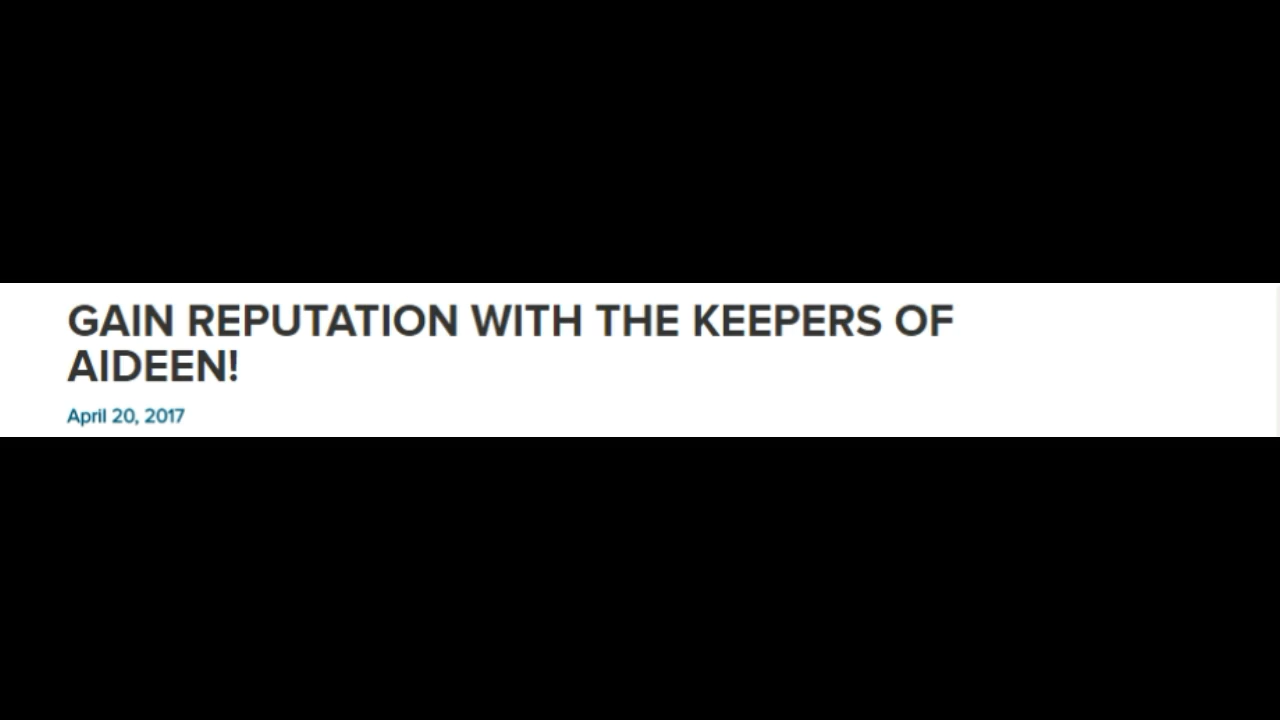 GAIN REPUTATION WITH THE KEEPERS OF
AIDEEN!
April 20, 2017